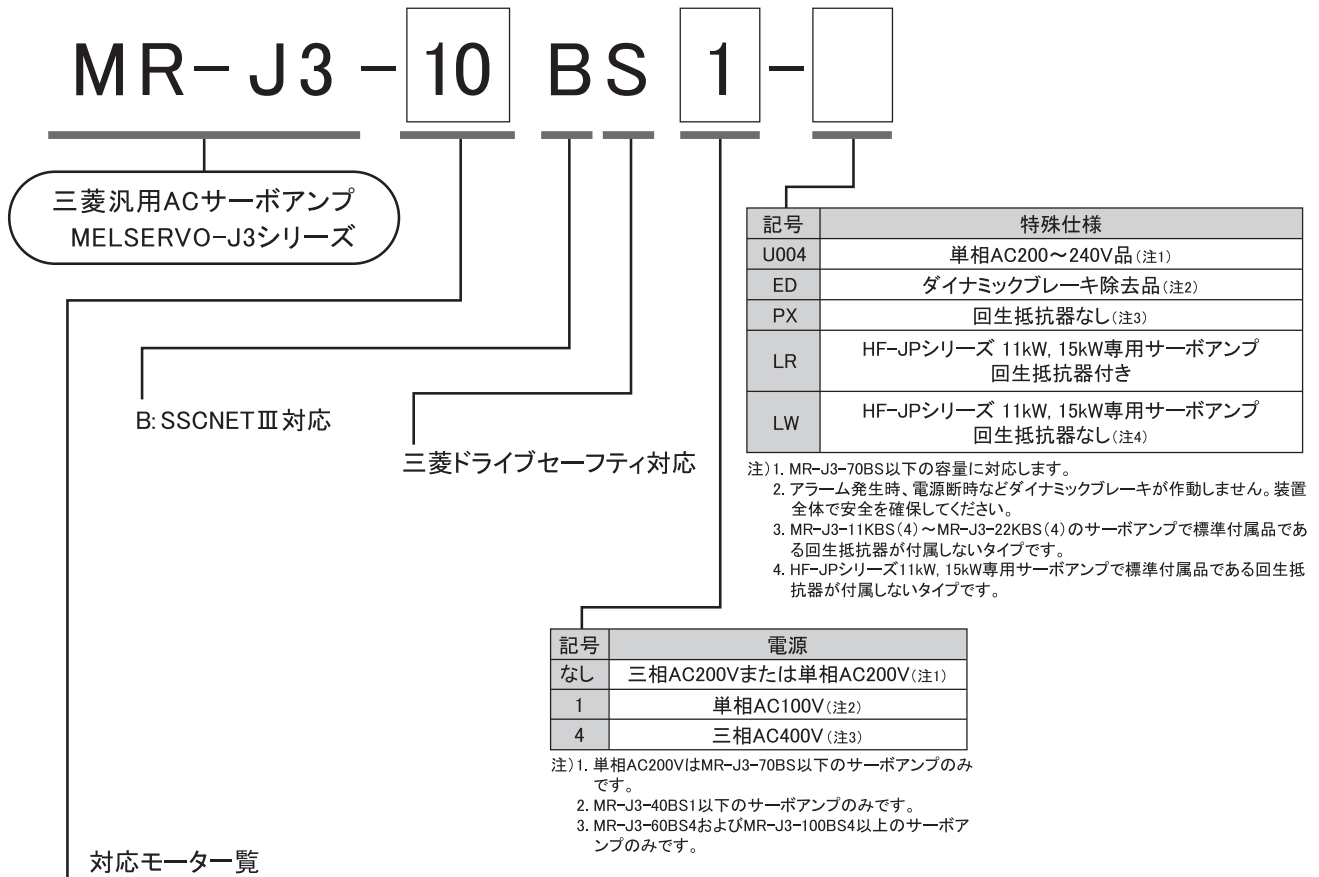 MR-J3-10BS1-
三菱汎用ACサーボアンプ
MELSERVO-J3シリーズ
B:SSCNETⅢ対応
三菱ドライブセーフティ対応
記号 特殊仕様
U004 単相AC200～240V品(注1)
ED ダイナミックブレーキ除去品(注2)
PX 回生抵抗器なし(注3)
LR HF-JPシリーズ 11kW, 15kW専用サーボアンプ
回生抵抗器付き
LW HF-JPシリーズ 11kW, 15kW専用サーボアンプ
回生抵抗器なし(注4)
注)1. MR-J3-70BS以下の容量に対応します。
2. アラーム発生時、電源断時などダイナミックブレーキが作動しません。装置
全体で安全を確保してください。
3. MR-J3-11KBS(4)～MR-J3-22KBS(4)のサーボアンプで標準付属品であ
る回生抵抗器が付属しないタイプです。
4. HF-JPシリーズ11kW, 15kW専用サーボアンプで標準付属品である回生抵
抗器が付属しないタイプです。
記号 電源
なし 三相AC200Vまたは単相AC200V(注1)
1 単相AC100V(注2)
4 三相AC400V(注3)
注)1. 単相AC200VはMR-J3-70BS以下のサーボアンプのみ
です。
2. MR-J3-40BS1以下のサーボアンプのみです。
3. MR-J3-60BS4およびMR-J3-100BS4以上のサーボア
ンプのみです。
対応モーター覧